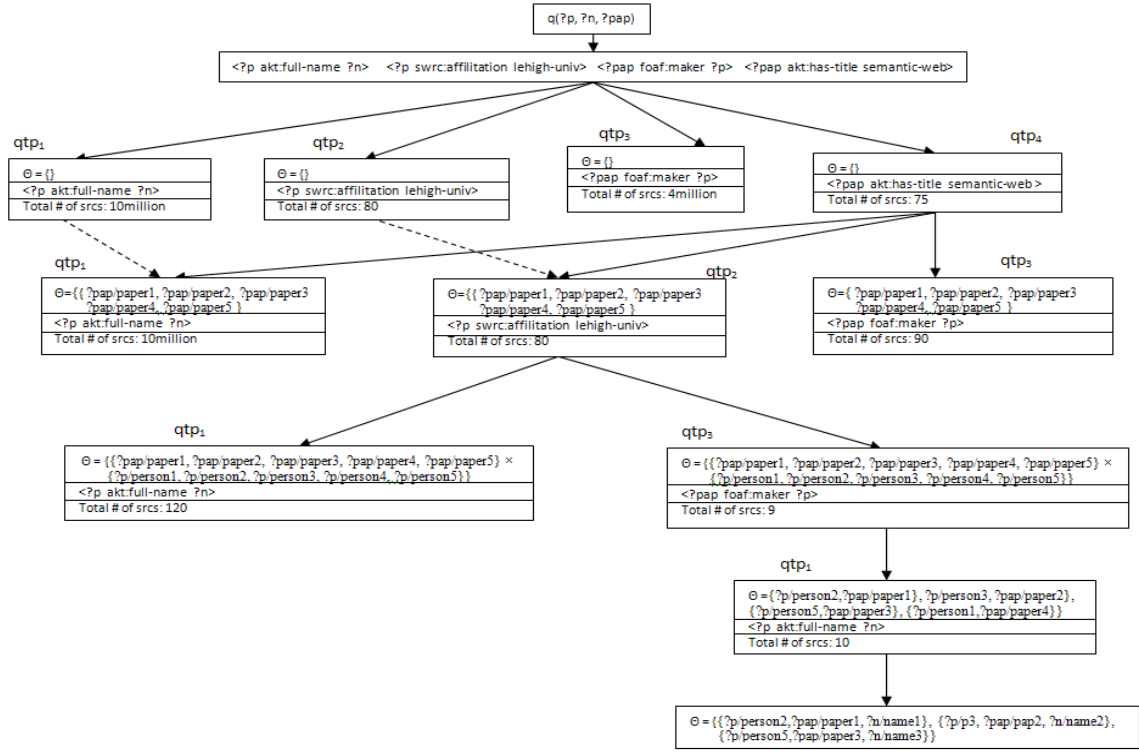 q(?p, ?n, ?pap)
<?p akt:full-name ?n> <?p swrc:affilitation lehigh-univ> <?pap foaf:maker ?p> <?pap akt:has-title semantic-web>
qtp1
qtp2
qtp3
qtp4
Θ = {}
<?p akt:full-name ?n>
Total # of srcs: 10million
Θ = {}
<?p swrc:affilitation lehigh-univ>
Total # of srcs: 80
Θ = {}
<?pap foaf:maker ?p>
Total # of srcs: 4million
Θ = {}
<?pap akt:has-title semantic-web >
Total # of srcs: 75
qtp1
Θ={{ ?pap/paper1, ?pap/paper2, ?pap/paper3
?pap/paper4, ?pap/paper5 }
<?p akt:full-name ?n>
Total # of srcs: 10million
qtp2
Θ={{ ?pap/paper1, ?pap/paper2, ?pap/paper3
?pap/paper4, ?pap/paper5 }
<?p swrc:affilitation lehigh-univ>
Total # of srcs: 80
qtp3
Θ={ ?pap/paper1, ?pap/paper2, ?pap/paper3
?pap/paper4, ?pap/paper5 }
<?pap foaf:maker ?p>
Total # of srcs: 90
qtp1
Θ = {{?pap/paper1, ?pap/paper2, ?pap/paper3, ?pap/paper4, ?pap/paper5} ×
{?p/person1, ?p/person2, ?p/person3, ?p/person4, ?p/person5}}
<?p akt:full-name ?n>
Total # of srcs: 120
qtp3
Θ = {{?pap/paper1, ?pap/paper2, ?pap/paper3, ?pap/paper4, ?pap/paper5} ×
{?p/person1, ?p/person2, ?p/person3, ?p/person4, ?p/person5}}
<?pap foaf:maker ?p>
Total # of srcs: 9
qtp1
Θ ={?p/person2,?pap/paper1}, ?p/person3, ?pap/paper2},
{?p/person5,?pap/paper3}, {?p/person1,?pap/paper4}}
<?p akt:full-name ?n>
Total # of srcs: 10
Θ = {{?p/person2,?pap/paper1, ?n/name1}, {?p/p3, ?pap/pap2, ?n/name2},
{?p/person5,?pap/paper3, ?n/name3}}